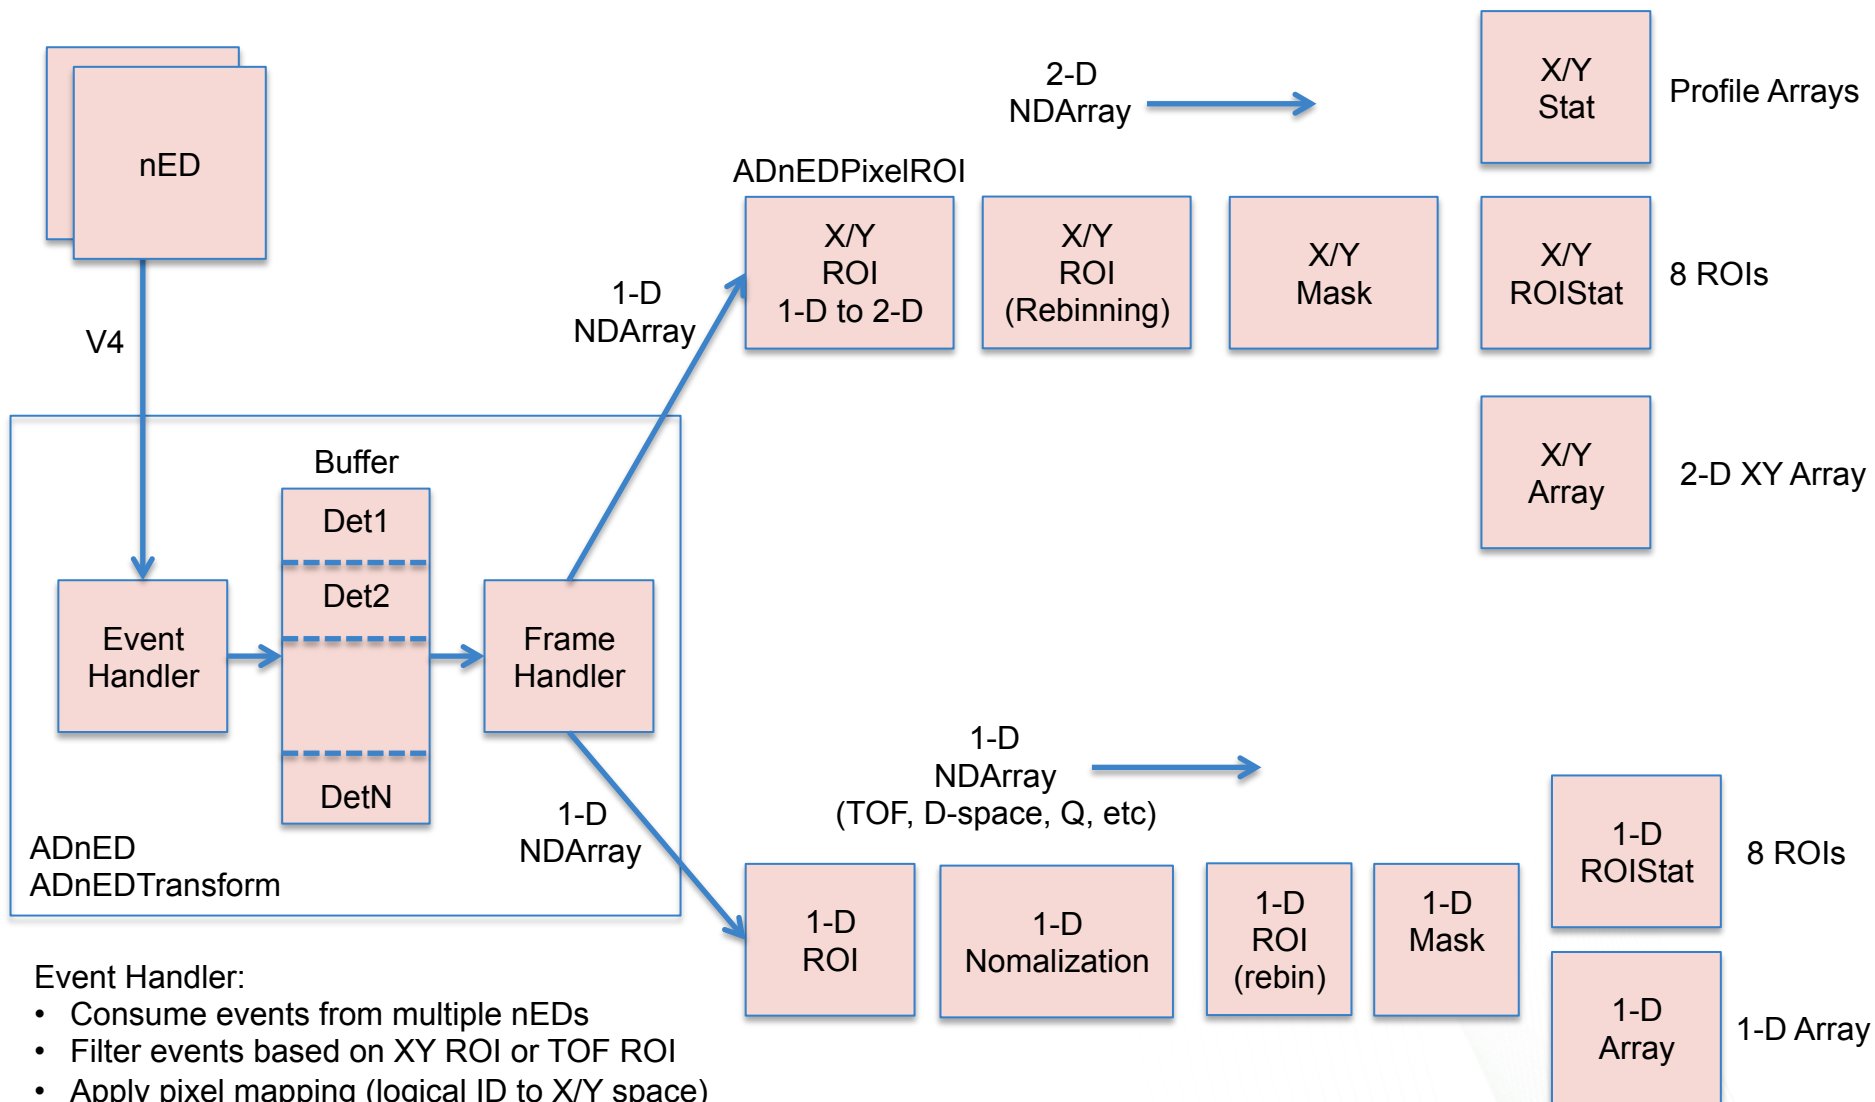 nED
V4
2-D
NDArray
X/Y
Stat
Profile Arrays
ADnEDPixelROI
X/Y
ROI
1-D to 2-D
X/Y
ROI
(Rebinning)
X/Y
Mask
X/Y
ROIStat
8 ROIs
1-D
NDArray
X/Y
Array
2-D XY Array
Buffer
Det1
Det2
DetN
Event
Handler
Frame
Handler
ADnED
ADnEDTransform
1-D
NDArray
1-D
NDArray
(TOF, D-space, Q, etc)
1-D
ROI
1-D
Nomalization
1-D
ROI
(rebin)
1-D
Mask
1-D
ROIStat
8 ROIs
1-D
Array
1-D Array
Event Handler:
• Consume events from multiple nEDs
• Filter events based on XY ROI or TOF ROI
• Apply pixel mapping (logical ID to X/Y space)